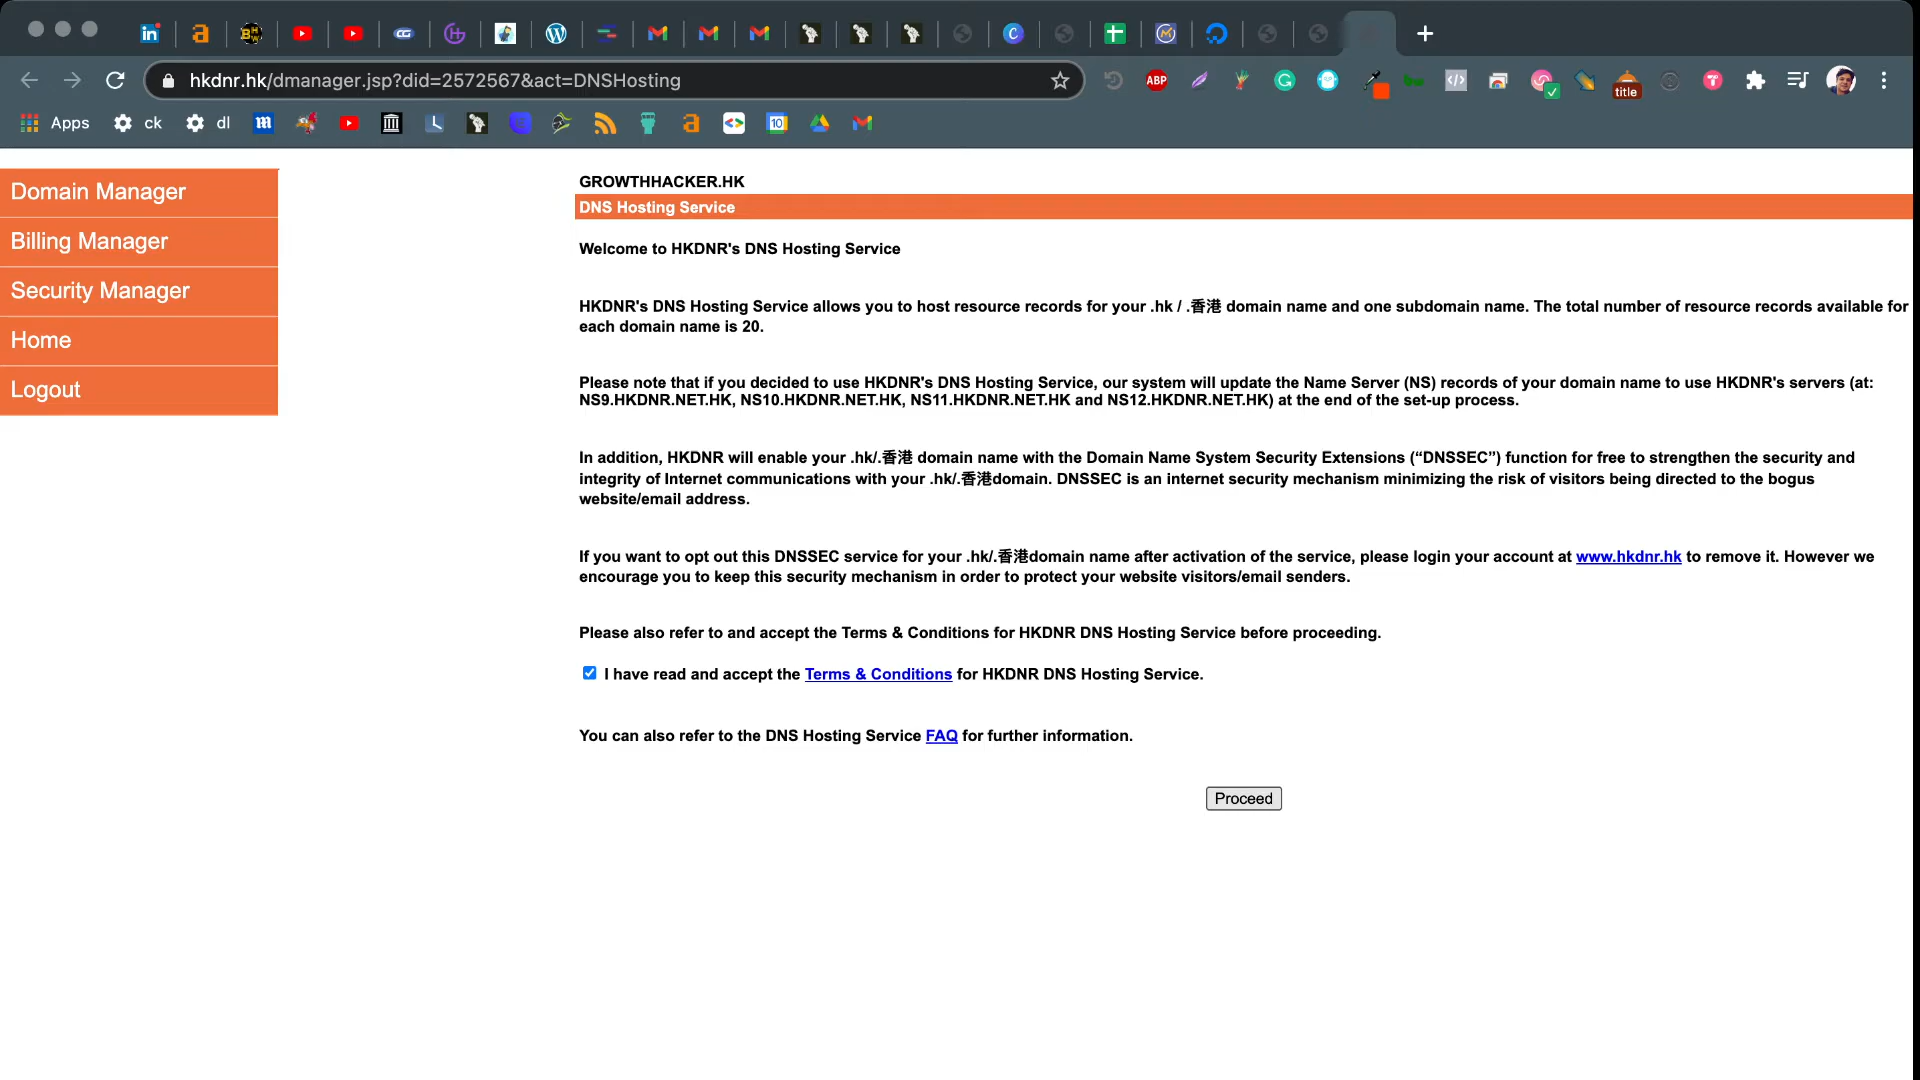 hkdnr.hk/dmanager.jsp?did=2572567&act=DNSHosting
ABP
title
Apps
ck
dl
10
Domain Manager
Billing Manager
Security Manager
Home
Logout
GROWTHHACKER.HK
DNS Hosting Service
Welcome to HKDNR's DNS Hosting Service
HKDNR's DNS Hosting Service allows you to host resource records for your .hk / .香港 domain name and one subdomain name. The total number of resource records available for
each domain name is 20.
Please note that if you decided to use HKDNR's DNS Hosting Service, our system will update the Name Server (NS) records of your domain name to use HKDNR's servers (at:
NS9.HKDNR.NET.HK, NS10.HKDNR.NET.HK, NS11.HKDNR.NET.HK and NS12.HKDNR.NET.HK) at the end of the set-up process.
In addition, HKDNR will enable your .hk/.香港 domain name with the Domain Name System Security Extensions (“DNSSEC”) function for free to strengthen the security and
integrity of Internet communications with your .hk/.香港domain. DNSSEC is an internet security mechanism minimizing the risk of visitors being directed to the bogus
website/email address.
If you want to opt out this DNSSEC service for your .hk/.香港domain name after activation of the service, please login your account at www.hkdnr.hk to remove it. However we
encourage you to keep this security mechanism in order to protect your website visitors/email senders.
Please also refer to and accept the Terms & Conditions for HKDNR DNS Hosting Service before proceeding.
I have read and accept the Terms & Conditions for HKDNR DNS Hosting Service.
You can also refer to the DNS Hosting Service FAQ for further information.
Proceed